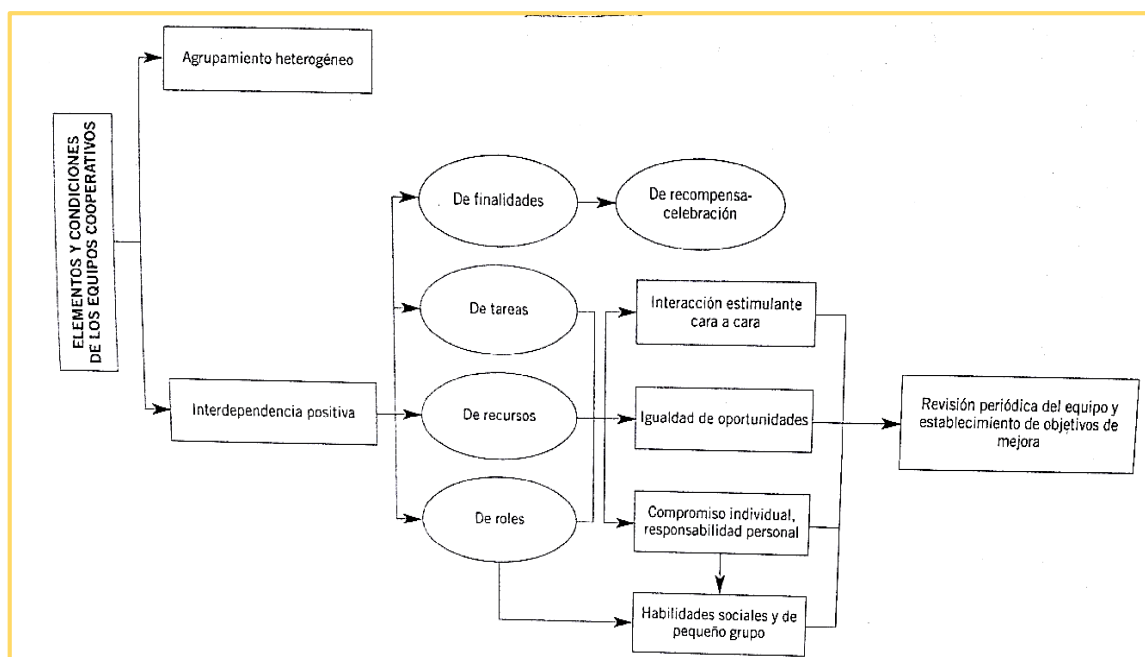 ELEMENTOS Y CONDICIONES
DE LOS EQUIPOS COOPERATIVOS
Agrupamiento heterogéneo
Interdependencia positiva
De finalidades
De recompensa-
celebración
De tareas
De recursos
De roles
Interacción estimulante
cara a cara
Igualdad de oportunidades
Compromiso individual,
responsabilidad personal
Habilidades sociales y de
pequeño grupo
Revisión periódica del equipo y
establecimiento de objetivos de
mejora